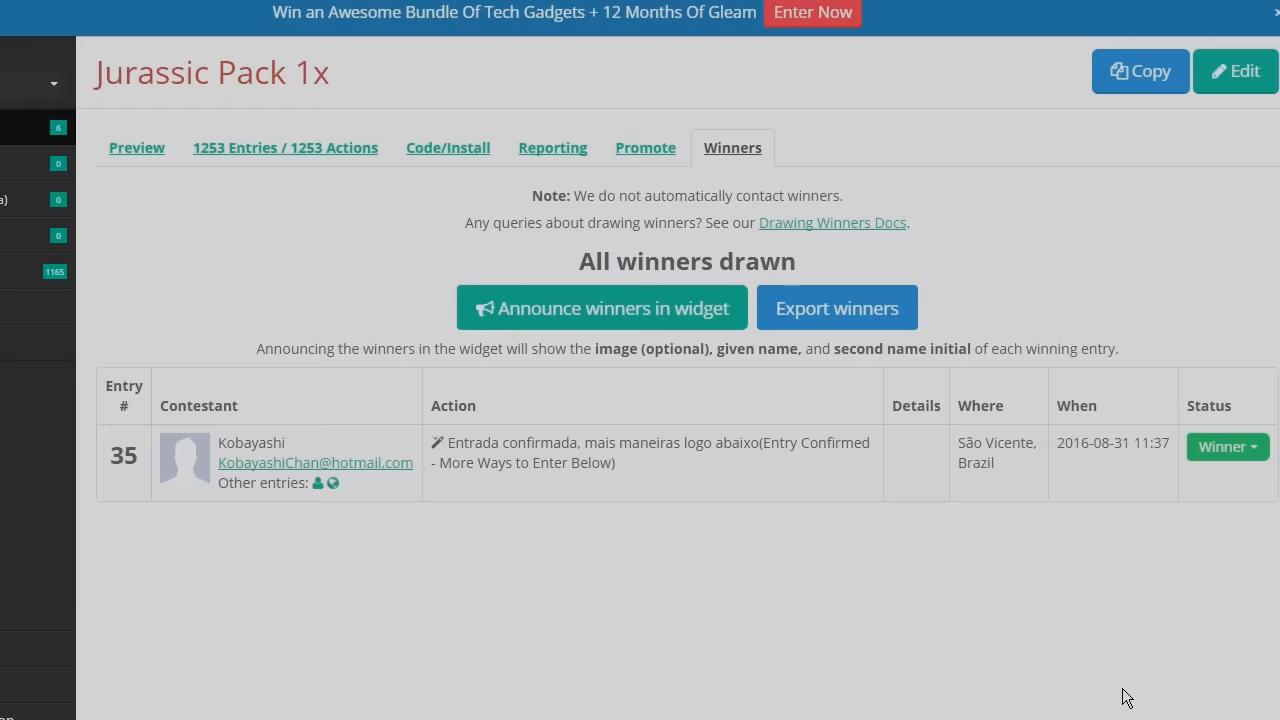 Win an Awesome Bundle Of Tech Gadgets + 12 Months Of Gleam Enter Now
Jurassic Pack 1x
Copy
Edit
6
0
a)
0
0
1165
Preview
1253 Entries / 1253 Actions
Code/Install
Reporting
Promote
Winners
Note: We do not automatically contact winners.
Any queries about drawing winners? See our Drawing Winners Docs.
All winners drawn
Announce winners in widget
Export winners
Announcing the winners in the widget will show the image (optional), given name, and second name initial of each winning entry.
Entry
#
Contestant
Action
Details
Where
When
Status
35
Kobayashi
KobayashiChan@hotmail.com
Other entries:
Entrada confirmada, mais maneiras logo abaixo(Entry Confirmed
- More Ways to Enter Below)
São Vicente,
Brazil
2016-08-31 11:37
Winner